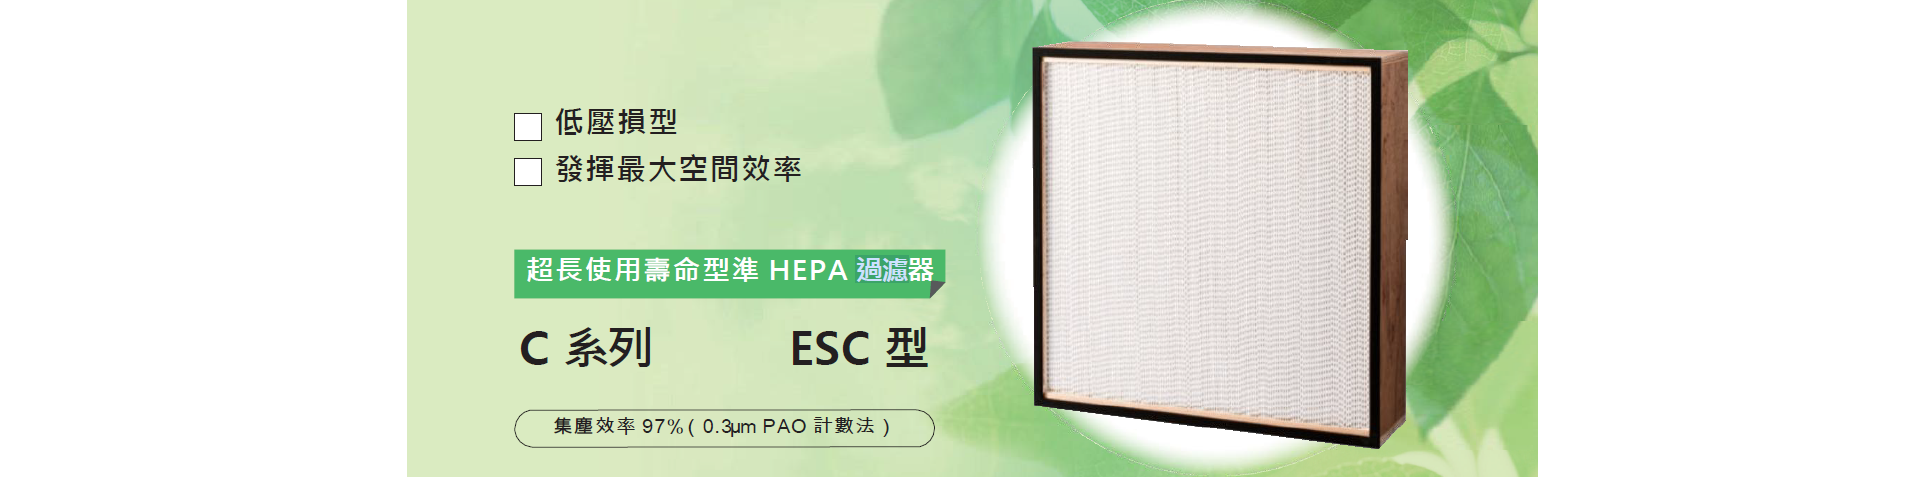 低壓損型
發揮最大空間效率
超長使用壽命型準 HEPA 過濾器
C 系列 ESC 型
集塵效率 97% ( 0.3µm PAO 計數法 )